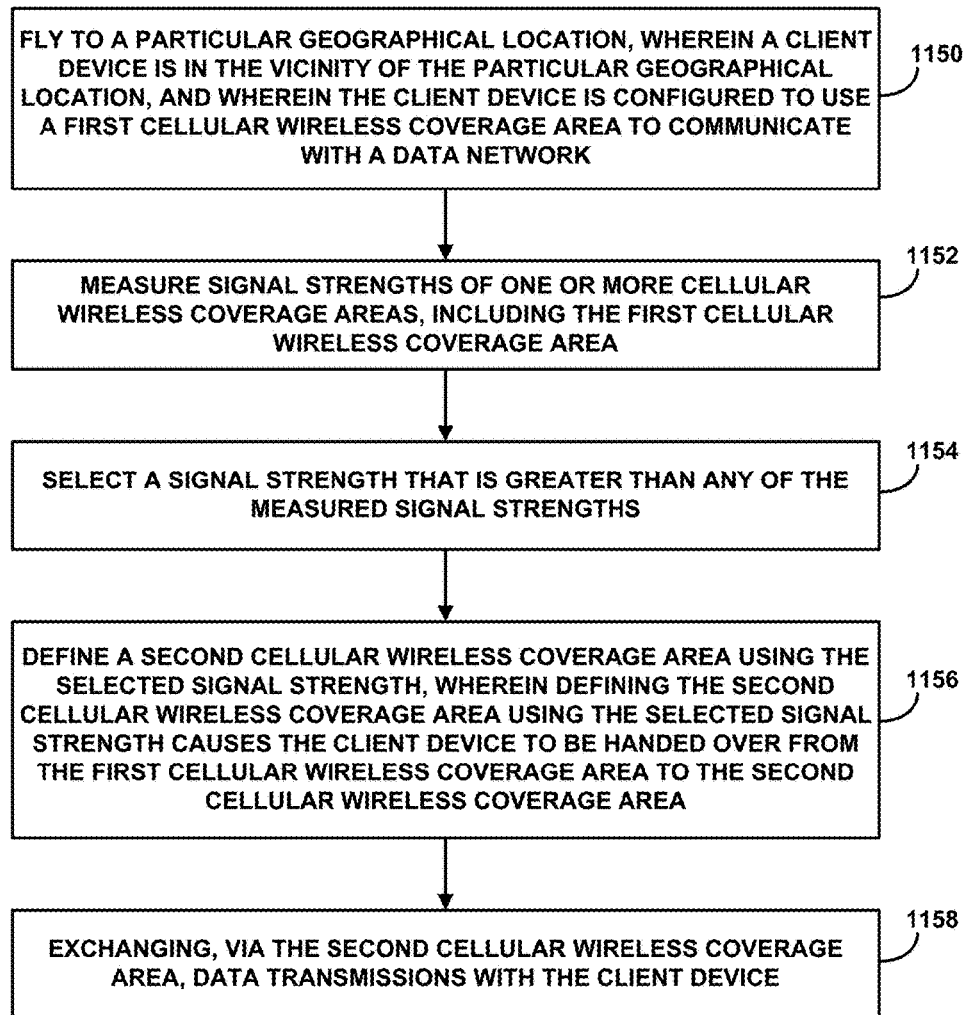 FLY TO A PARTICULAR GEOGRAPHICAL LOCATION, WHEREIN A CLIENT
DEVICE IS IN THE VICINITY OF THE PARTICULAR GEOGRAPHICAL
LOCATION, AND WHEREIN THE CLIENT DEVICE IS CONFIGURED TO USE
A FIRST CELLULAR WIRELESS COVERAGE AREA TO COMMUNICATE
WITH A DATA NETWORK
1150
MEASURE SIGNAL STRENGTHS OF ONE OR MORE CELLULAR
WIRELESS COVERAGE AREAS, INCLUDING THE FIRST CELLULAR
WIRELESS COVERAGE AREA
1152
SELECT A SIGNAL STRENGTH THAT IS GREATER THAN ANY OF THE
MEASURED SIGNAL STRENGTHS
1154
DEFINE A SECOND CELLULAR WIRELESS COVERAGE AREA USING THE
SELECTED SIGNAL STRENGTH, WHEREIN DEFINING THE SECOND
CELLULAR WIRELESS COVERAGE AREA USING THE SELECTED SIGNAL
STRENGTH CAUSES THE CLIENT DEVICE TO BE HANDED OVER FROM
THE FIRST CELLULAR WIRELESS COVERAGE AREA TO THE SECOND
CELLULAR WIRELESS COVERAGE AREA
1156
EXCHANGING, VIA THE SECOND CELLULAR WIRELESS COVERAGE
AREA, DATA TRANSMISSIONS WITH THE CLIENT DEVICE
1158